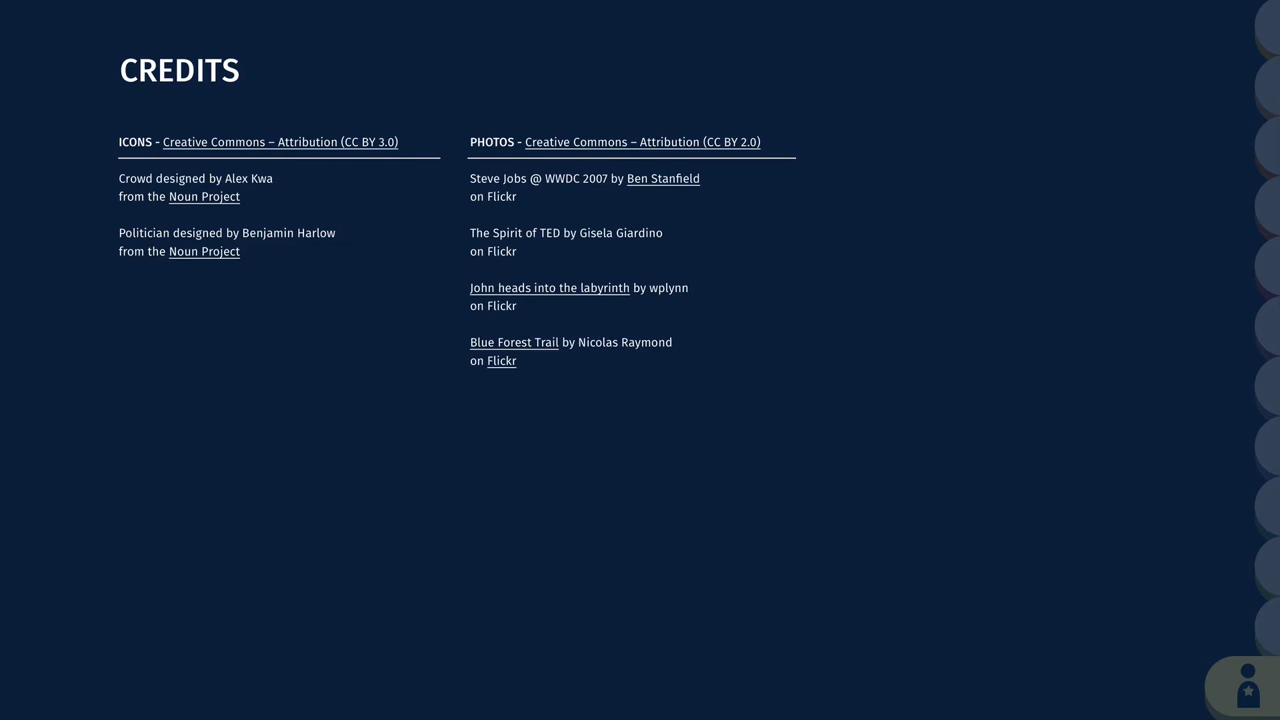 CREDITS
ICONS - Creative Commons – Attribution (CC BY 3.0)
Crowd designed by Alex Kwa
from the Noun Project
Politician designed by Benjamin Harlow
from the Noun Project
PHOTOS - Creative Commons – Attribution (CC BY 2.0)
Steve Jobs @ WWDC 2007 by Ben Stanfield
on Flickr
The Spirit of TED by Gisela Giardino
on Flickr
John heads into the labyrinth by wplynn
on Flickr
Blue Forest Trail by Nicolas Raymond
on Flickr